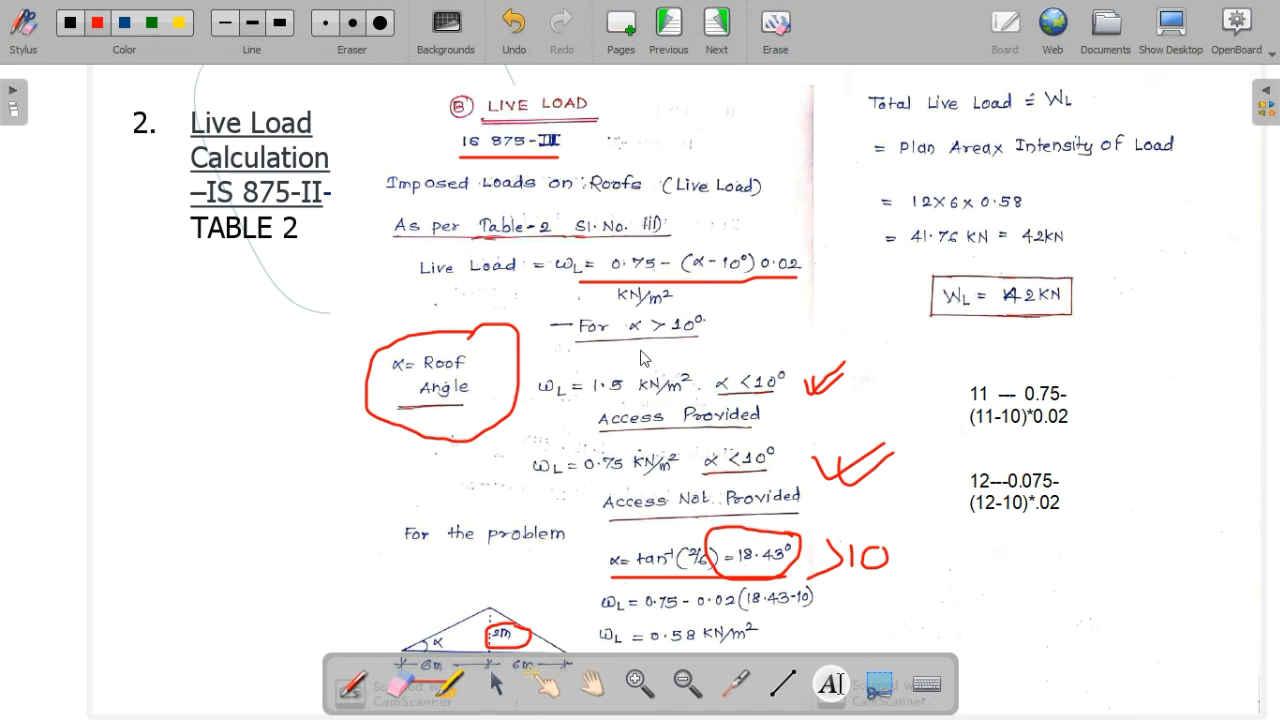 Stylus
Color
Line
Eraser
Backgrounds
Undo
Redo
Pages
Previous
Next
Erase
Board
Web
Documents
Show Desktop
OpenBoard
2. Live Load
Calculation
–IS 875-II-
TABLE 2
B LIVE LOAD
IS 875-II
Imposed Loads on Roofs (Live Load)
As per Table-2 Sl.No. iii)
Live Load = ωL = 0.75 - (α-10°) 0.02
KN/m²
— For α > 10°
α = Roof
Angle
ωL = 1.5 KN/m². α < 10°
Access Provided
ωL = 0.75 KN/m² α < 10°
Access Not Provided
For the problem
α = tan⁻¹(2/6) = 18.43° >10
ωL = 0.75 - 0.02(18.43-10)
ωL = 0.58 KN/m²
α
2m
6m 6m
Total Live Load = WL
= Plan Area x Intensity of Load
= 12 x 6 x 0.58
= 41.76 KN = 42KN
WL = 42KN
11 --- 0.75-
(11-10)*0.02
12---0.075-
(12-10)*.02
CamScanner
CamScanner